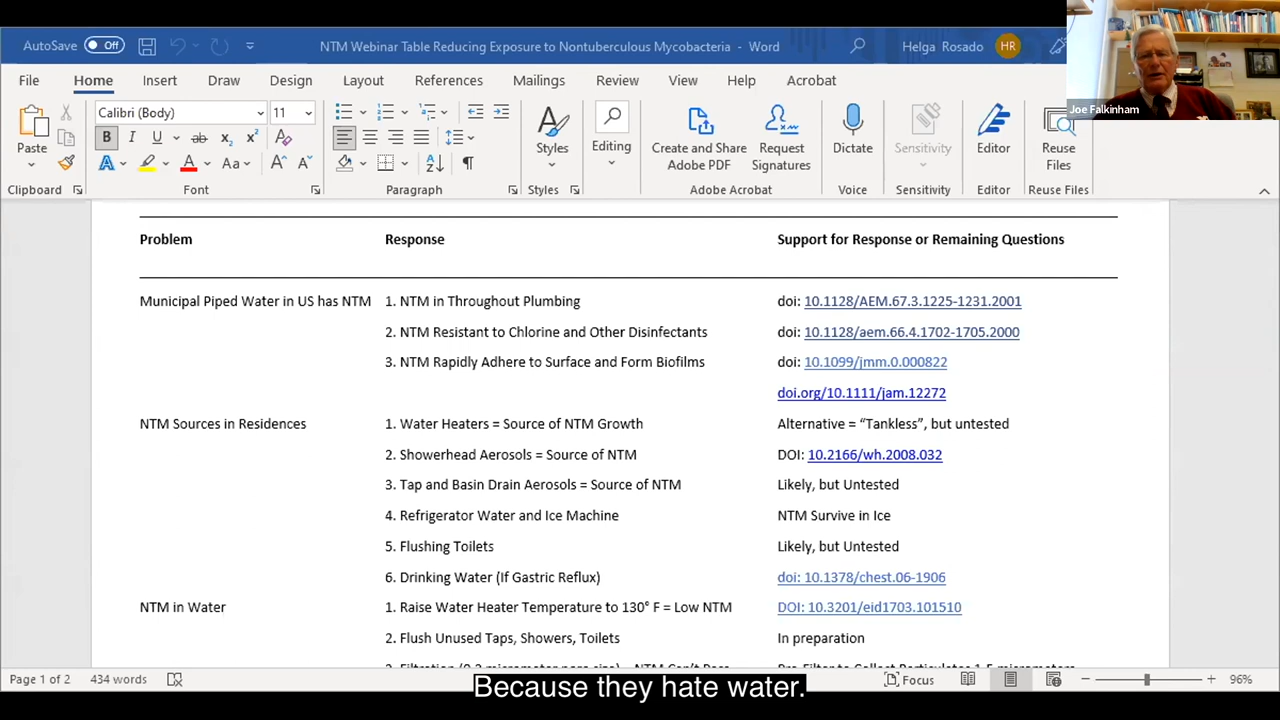 AutoSave Off NTM Webinar Table Reducing Exposure to Nontuberculous Mycobacteria - Word Helga Rosado HR
File Home Insert Draw Design Layout References Mailings Review View Help Acrobat
Joe Falkinham
Calibri (Body) 11
Paste Styles Editing Create and Share Adobe PDF Request Signatures Dictate Sensitivity Editor Reuse Files
Clipboard Font Paragraph Styles Adobe Acrobat Voice Sensitivity Editor Reuse Files
Problem Response Support for Response or Remaining Questions
Municipal Piped Water in US has NTM 1. NTM in Throughout Plumbing doi: 10.1128/AEM.67.3.1225-1231.2001
2. NTM Resistant to Chlorine and Other Disinfectants doi: 10.1128/aem.66.4.1702-1705.2000
3. NTM Rapidly Adhere to Surface and Form Biofilms doi: 10.1099/jmm.0.000822
doi.org/10.1111/jam.12272
NTM Sources in Residences 1. Water Heaters = Source of NTM Growth Alternative = “Tankless”, but untested
2. Showerhead Aerosols = Source of NTM DOI: 10.2166/wh.2008.032
3. Tap and Basin Drain Aerosols = Source of NTM Likely, but Untested
4. Refrigerator Water and Ice Machine NTM Survive in Ice
5. Flushing Toilets Likely, but Untested
6. Drinking Water (If Gastric Reflux) doi: 10.1378/chest.06-1906
NTM in Water 1. Raise Water Heater Temperature to 130° F = Low NTM DOI: 10.3201/eid1703.101510
2. Flush Unused Taps, Showers, Toilets In preparation
Page 1 of 2 434 words Focus 96%
Because they hate water.